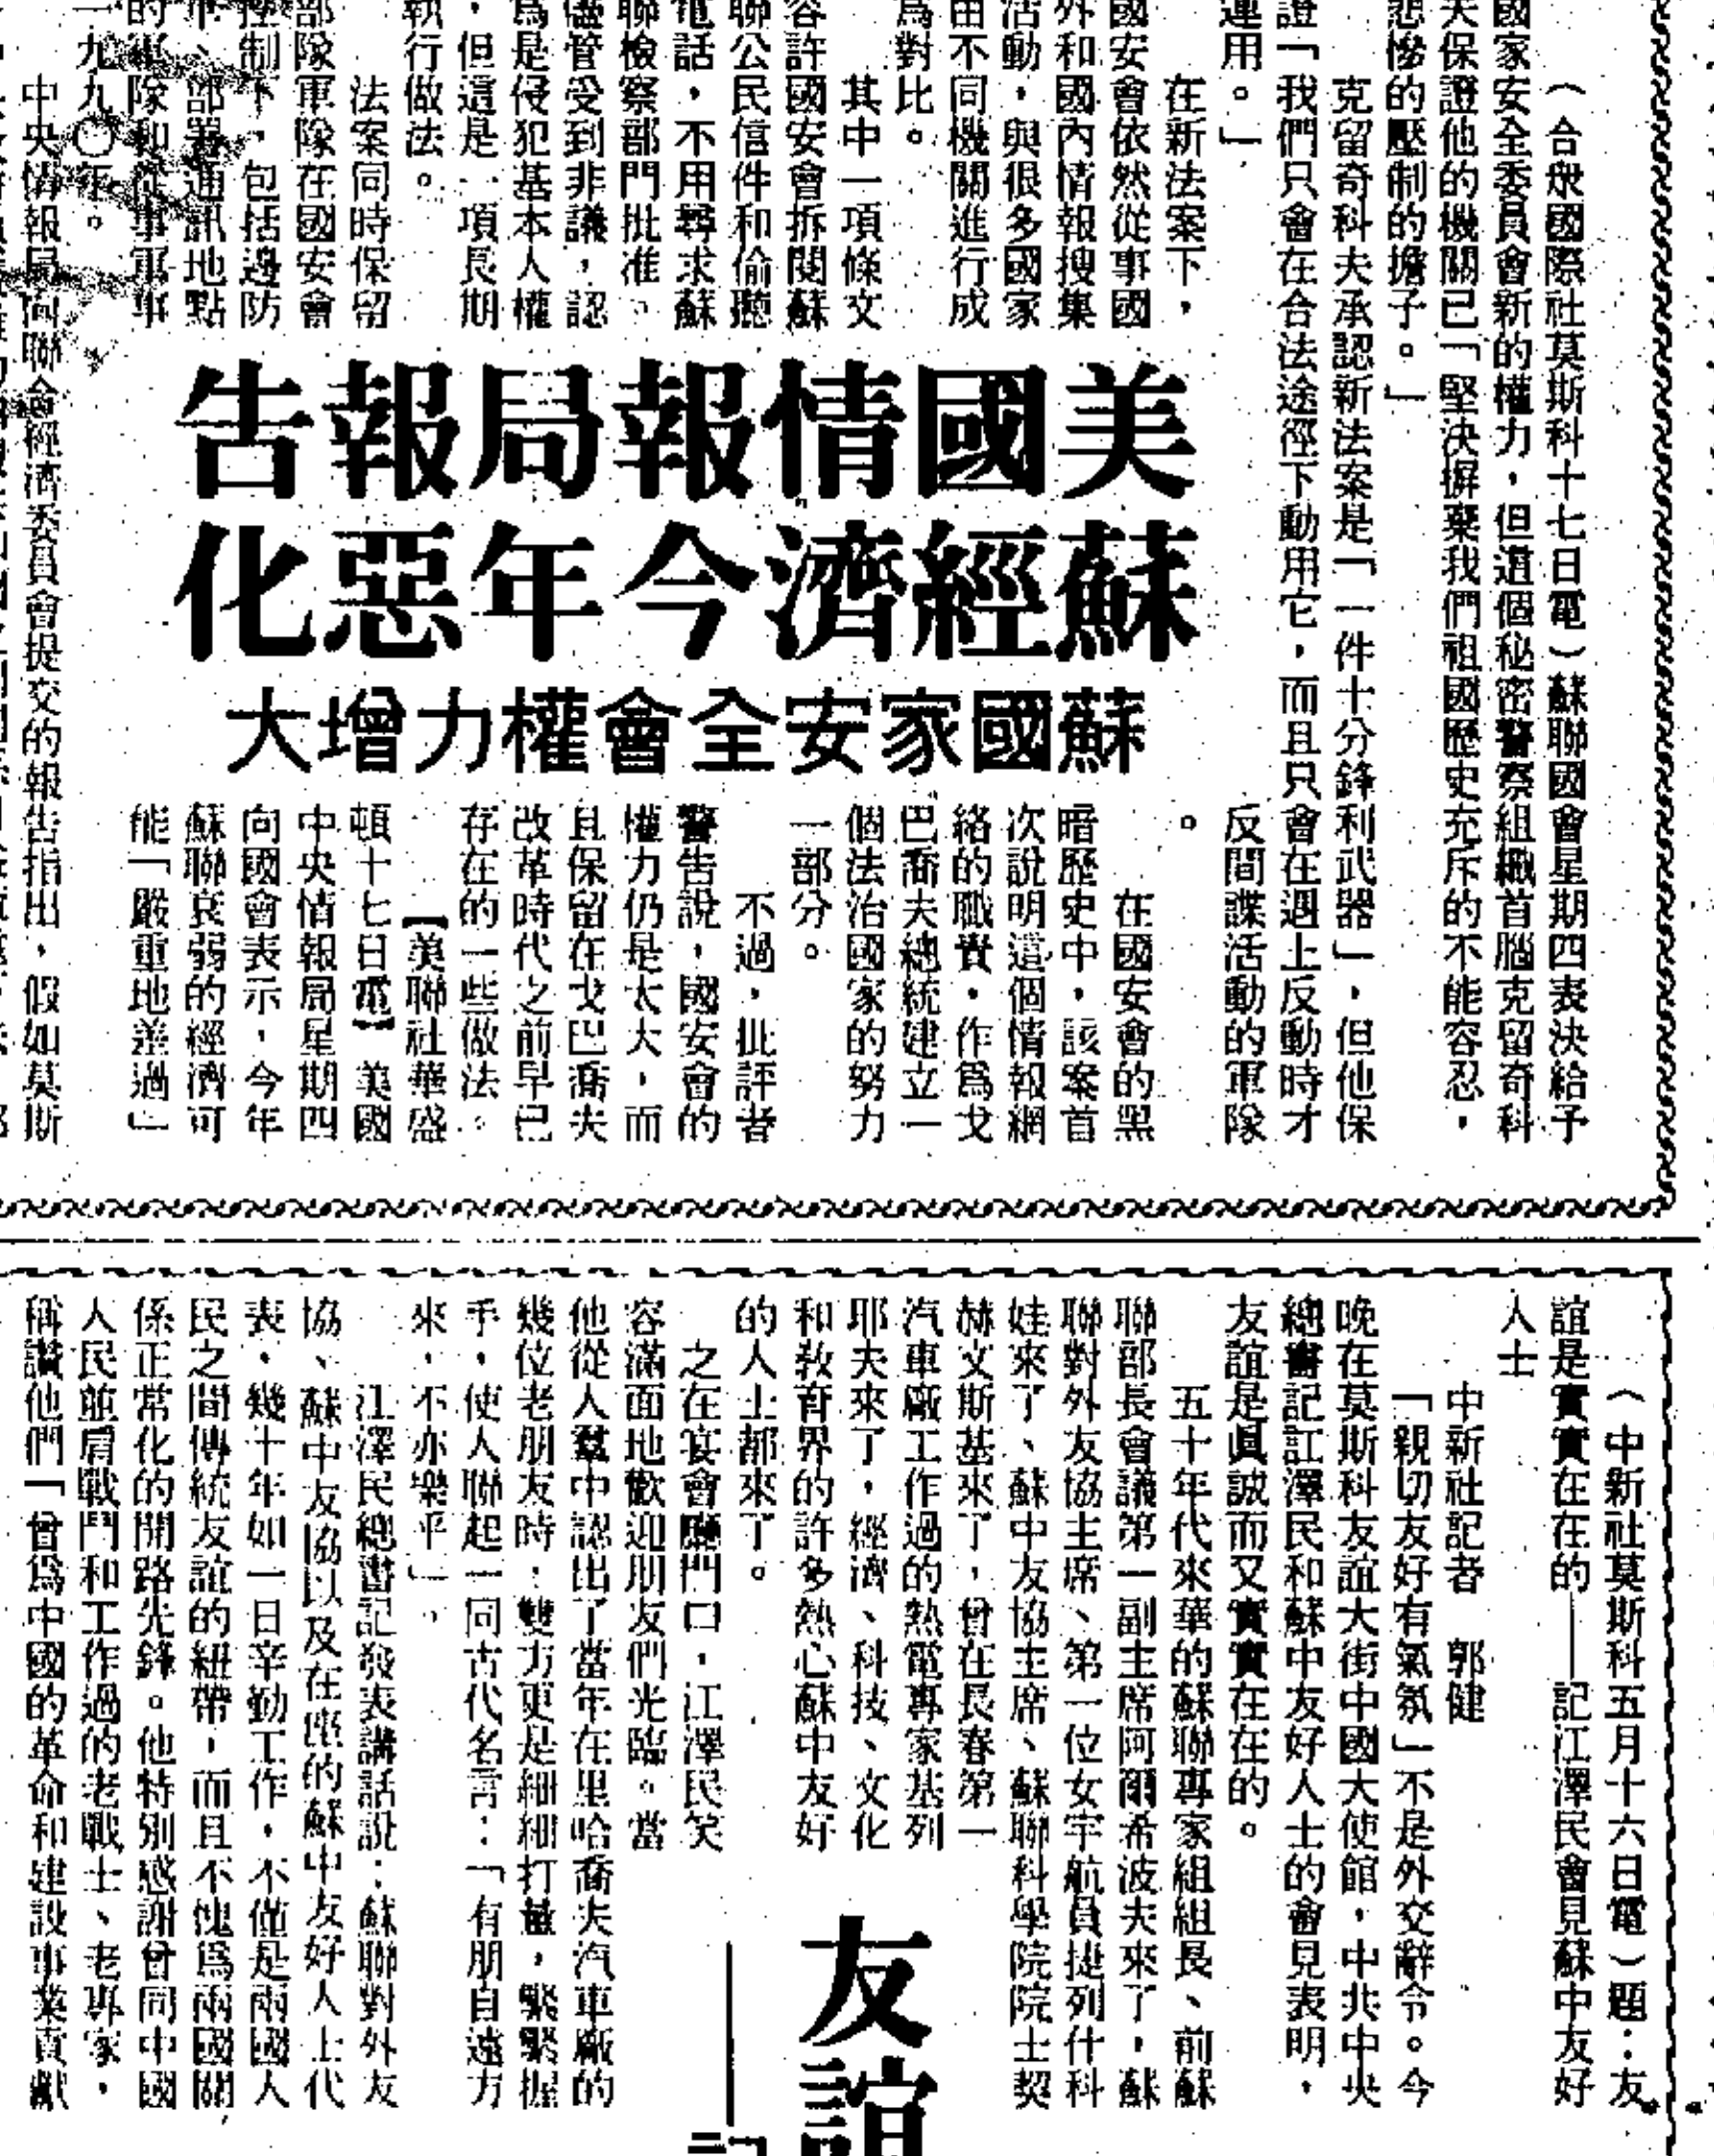 美國情報局報告
蘇經濟今年惡化
蘇國家安全會權力增大
（合衆國際社莫斯科十七日電）蘇聯國會星期四表決給予
國家安全委員會新的權力，但這個秘密警察組織首腦克留奇科
夫保證他的機關已「堅決摒棄我們祖國歷史充斥的不能容忍，
悲慘的壓制的擔子。」
克留奇科夫承認新法案是「一件十分鋒利武器」，但他保
證「我們只會在合法途徑下動用它，而且只會在遇上反動時才
運用。」
在新法案下，
國安會依然從事國
外和國內情報搜集
活動，與很多國家
由不同機關進行成
爲對比。
其中一項條文
容許國安會拆閱蘇
聯公民信件和偷聽
電話，不用尋求蘇
聯檢察部門批准。
儘管受到非議，認
爲是侵犯基本人權
，但這是一項長期
執行做法。
法案同時保留
部隊軍隊在國安會
控制下，包括邊防
軍、部署通訊地點
的軍隊和從事軍事
反間諜活動的軍隊
。
在國安會的黑
暗歷史中，該案首
次說明這個情報網
絡的職責，作爲戈
巴喬夫總統建立一
個法治國家的努力
一部分。
不過，批評者
警告說，國安會的
權力仍是太大，而
且保留在戈巴喬夫
改革時代之前早已
存在的一些做法。
【美聯社華盛
頓十七日電】美國
中央情報局星期四
向國會表示，今年
蘇聯衰弱的經濟可
能「嚴重地差過」
一九九〇年。
中央情報局向聯合經濟委員會提交的報告指出，假如莫斯
（中新社莫斯科五月十六日電）題：友
誼是實實在在的——記江澤民會見蘇中友好
人士
中新社記者　郭健
「親切友好有氣氛」不是外交辭令。今
晚在莫斯科友誼大街中國大使館，中共中央
總書記江澤民和蘇中友好人士的會見表明，
友誼是眞誠而又實實在在的。
五十年代來華的蘇聯專家組組長、前蘇
聯部長會議第一副主席阿爾希波夫來了，蘇
聯對外友協主席、第一位女宇航員捷列什科
娃來了、蘇中友協主席、蘇聯科學院院士契
赫文斯基來了，曾在長春第一
汽車廠工作過的熱電專家基列
耶夫來了，經濟、科技、文化
和教育界的許多熱心蘇中友好
的人士都來了。
之在宴會廳門口，江澤民笑
容滿面地歡迎朋友們光臨。當
他從人羣中認出了當年在里哈喬夫汽車廠的
幾位老朋友時，雙方更是細細打量，緊緊握
手，使人聯起一同古代名言：「有朋自遠方
來，不亦樂乎」。
江澤民總書記發表講話說：蘇聯對外友
協、蘇中友協以及在座的蘇中友好人士代
表，幾十年如一日辛勤工作，不僅是兩國人
民之間傳統友誼的紐帶，而且不愧爲兩國關
係正常化的開路先鋒。他特別感謝曾同中國
人民並肩戰鬥和工作過的老戰士、老專家，
稱讚他們「曾爲中國的革命和建設事業貢獻
友誼